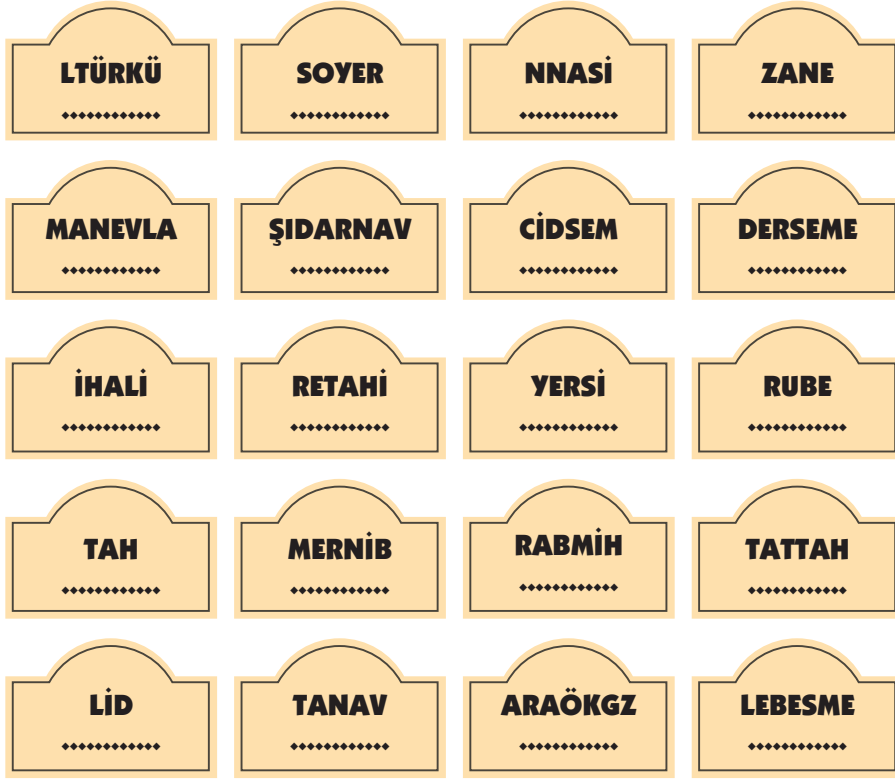 LTÜRKÜ SOYER NNASİ ZANE
MANEVLA ŞIDARNAV CİDSEM DERSEME
İHALİ RETAHİ YERSİ RUBE
TAH MERNİB RABMİH TATTAH
LİD TANAV ARAÖKGZ LEBESME